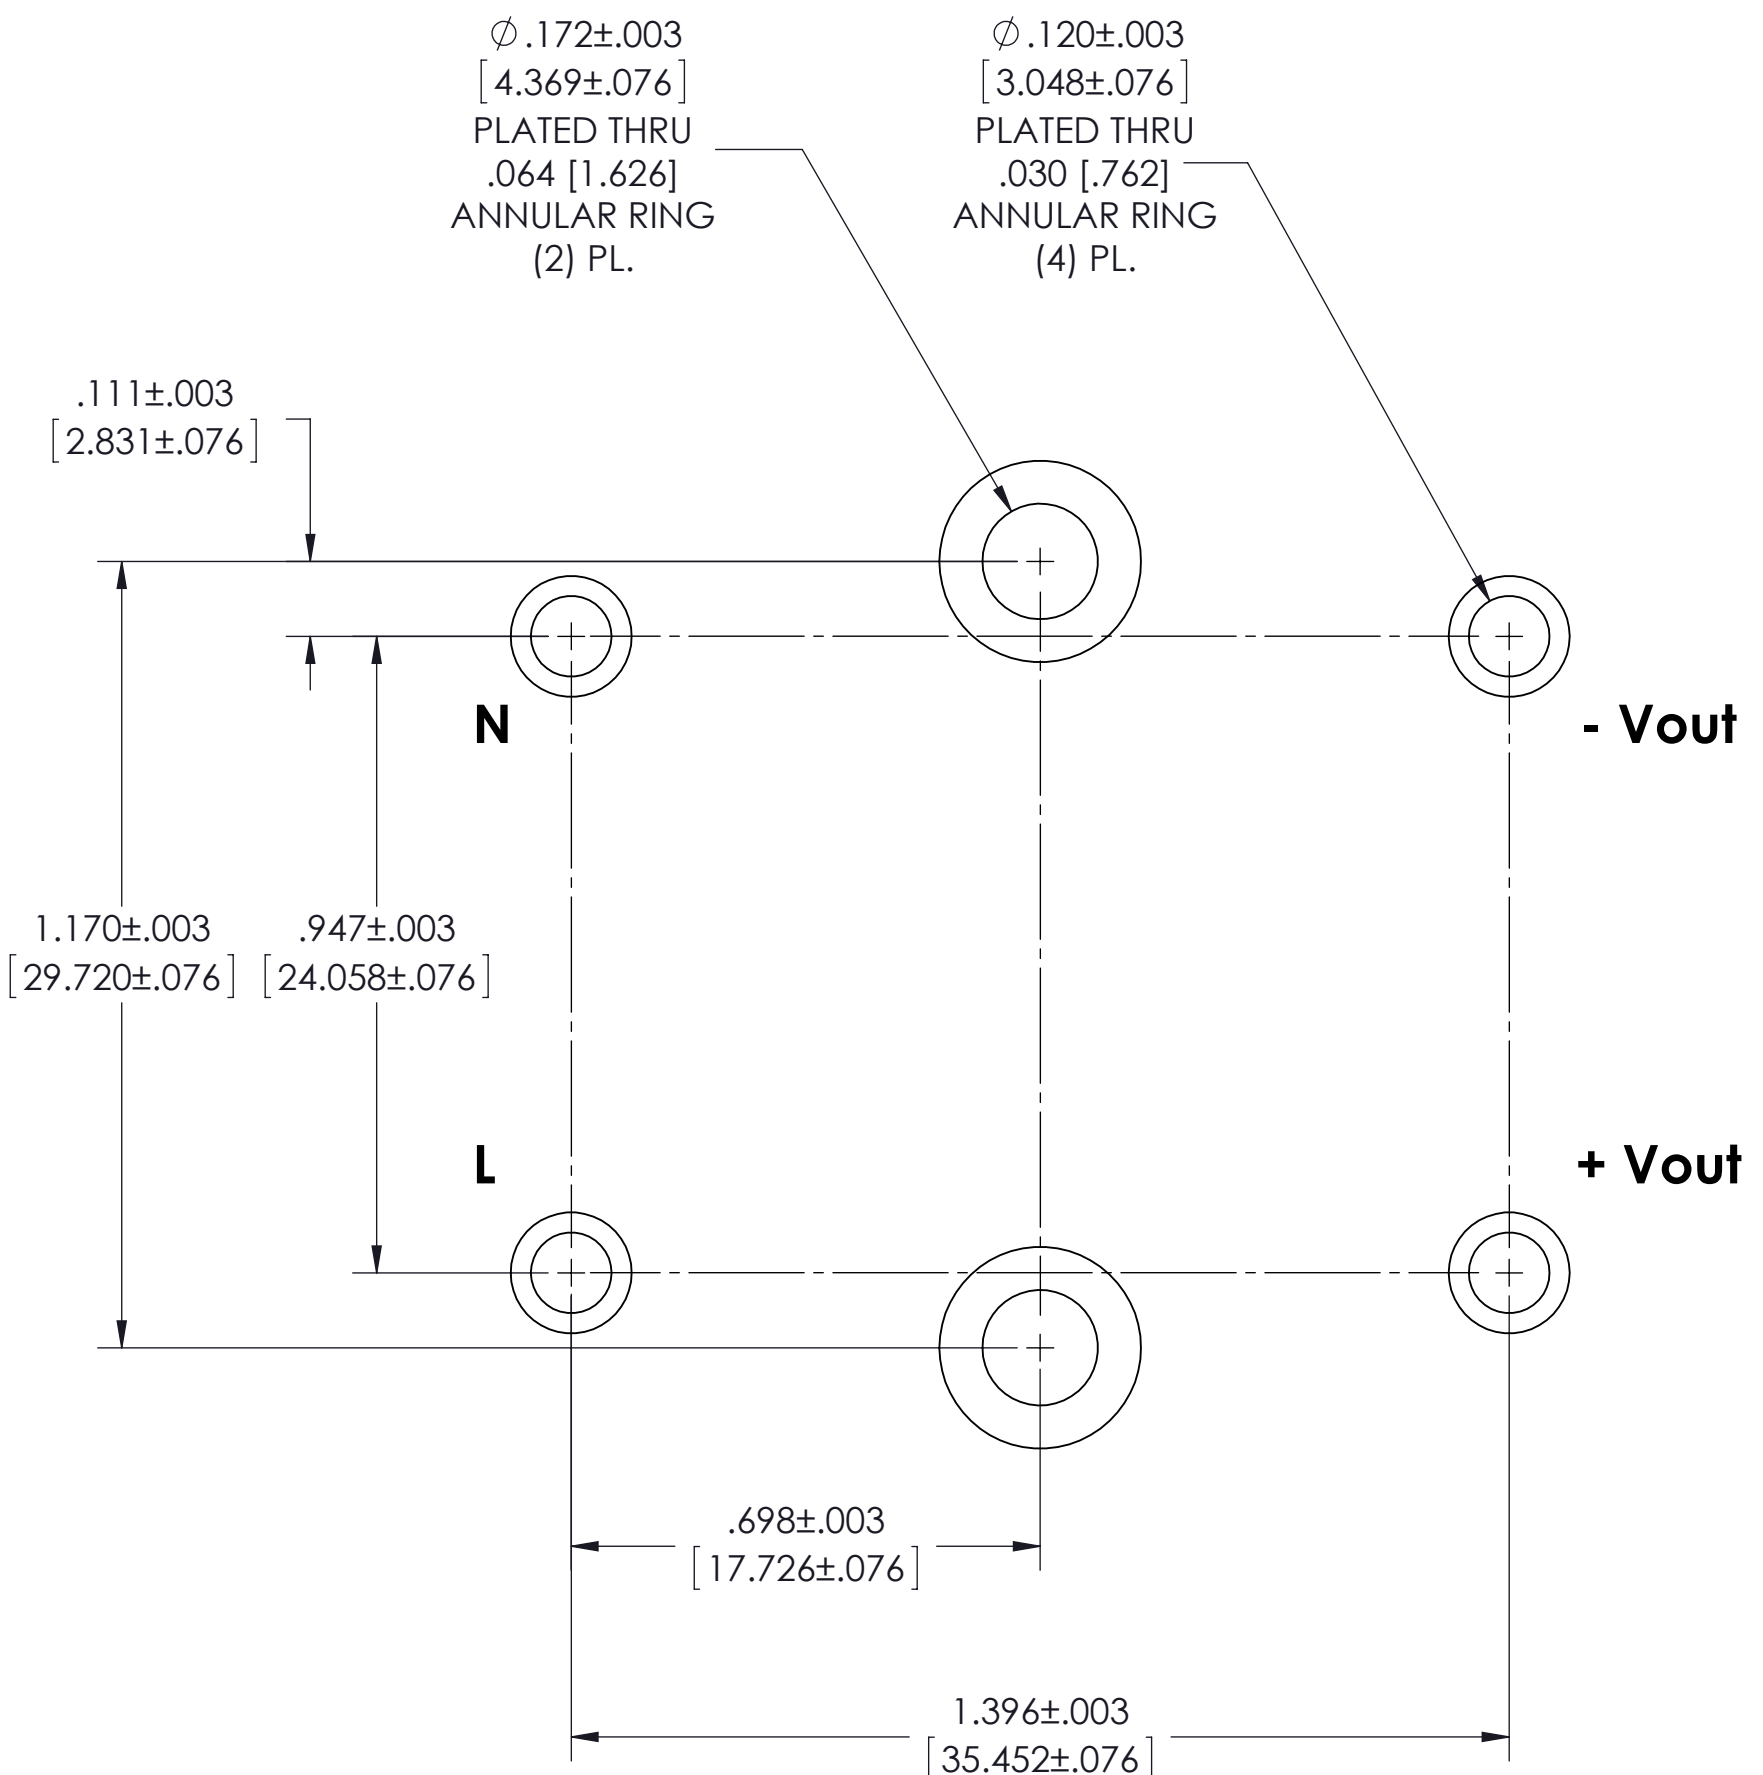 ∅.172±.003
[4.369±.076]
PLATED THRU
.064 [1.626]
ANNULAR RING
(2) PL.
∅.120±.003
[3.048±.076]
PLATED THRU
.030 [.762]
ANNULAR RING
(4) PL.
.111±.003
[2.831±.076]
N
- Vout
1.170±.003
[29.720±.076]
.947±.003
[24.058±.076]
L
+ Vout
.698±.003
[17.726±.076]
1.396±.003
[35.452±.076]